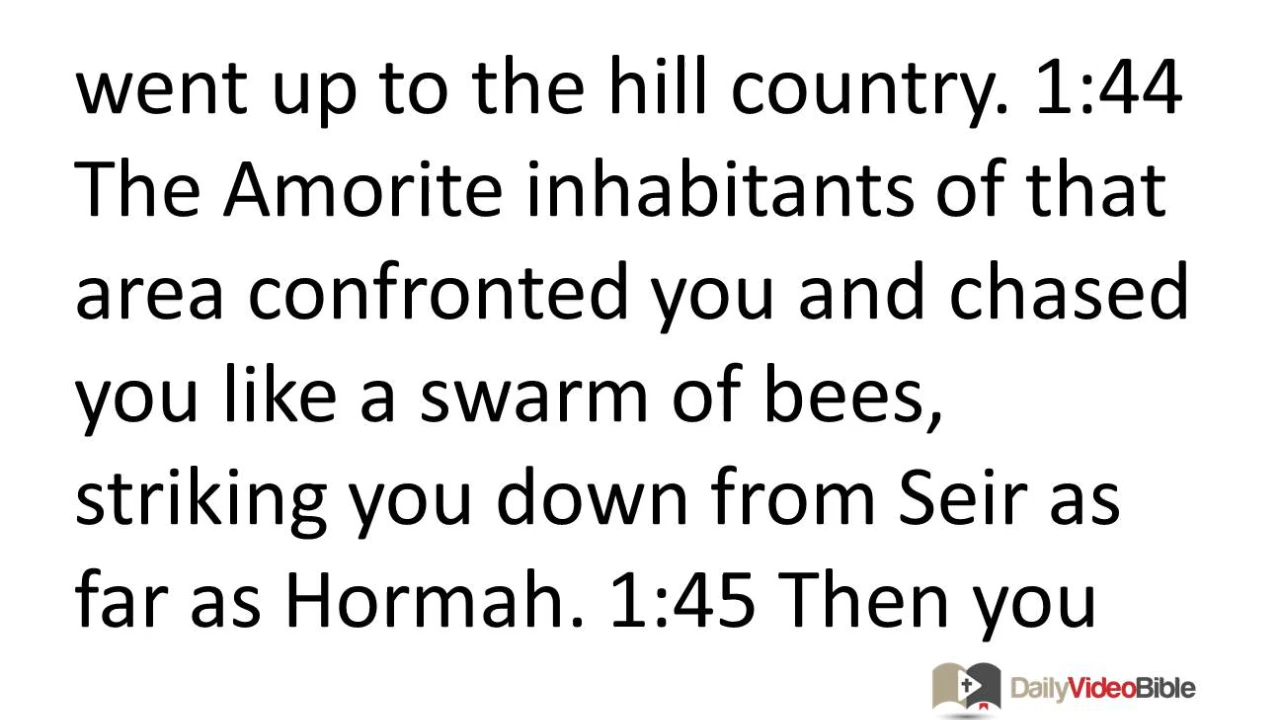 went up to the hill country. 1:44
The Amorite inhabitants of that
area confronted you and chased
you like a swarm of bees,
striking you down from Seir as
far as Hormah. 1:45 Then you
DailyVideoBible